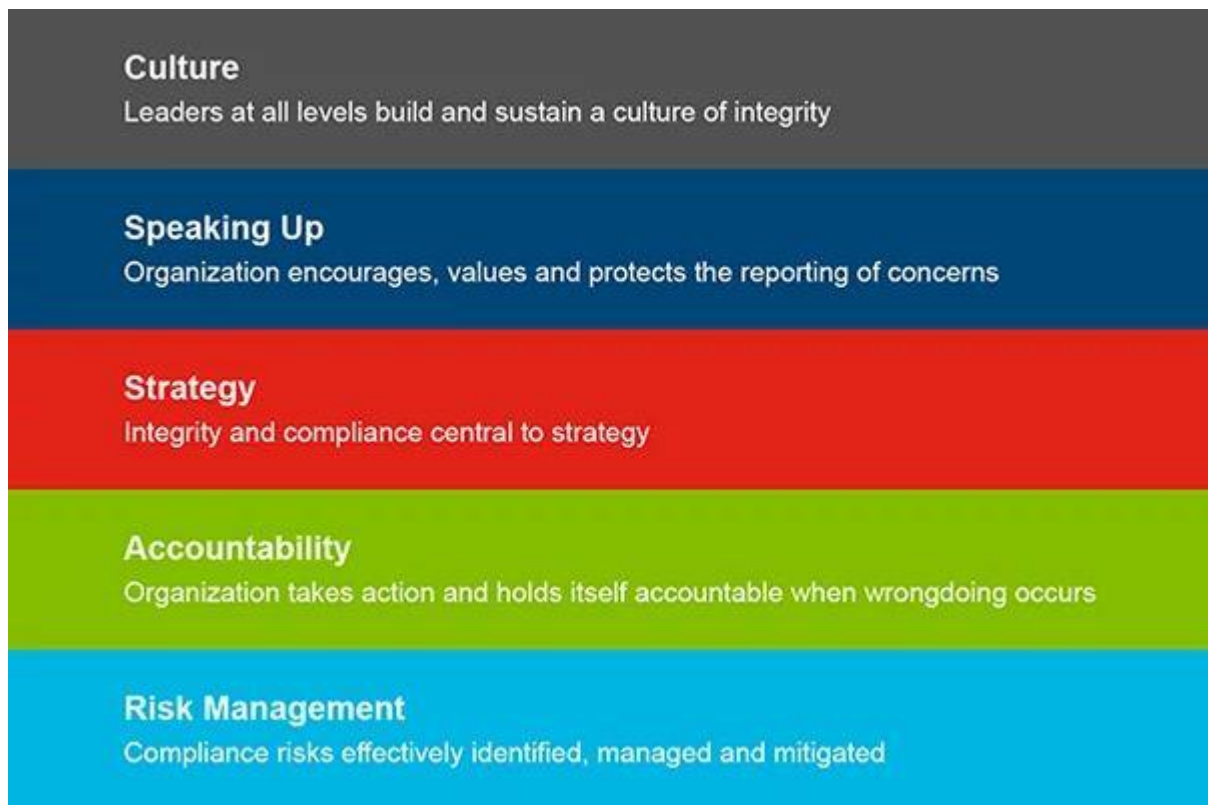 Culture
Leaders at all levels build and sustain a culture of integrity
Speaking Up
Organization encourages, values and protects the reporting of concerns
Strategy
Integrity and compliance central to strategy
Accountability
Organization takes action and holds itself accountable when wrongdoing occurs
Risk Management
Compliance risks effectively identified, managed and mitigated